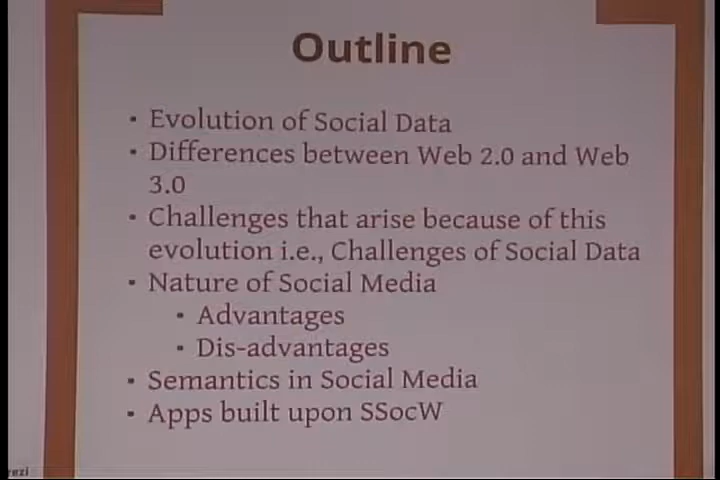 Outline
• Evolution of Social Data
• Differences between Web 2.0 and Web
3.0
• Challenges that arise because of this
evolution i.e., Challenges of Social Data
• Nature of Social Media
• Advantages
• Dis-advantages
• Semantics in Social Media
• Apps built upon SSocW